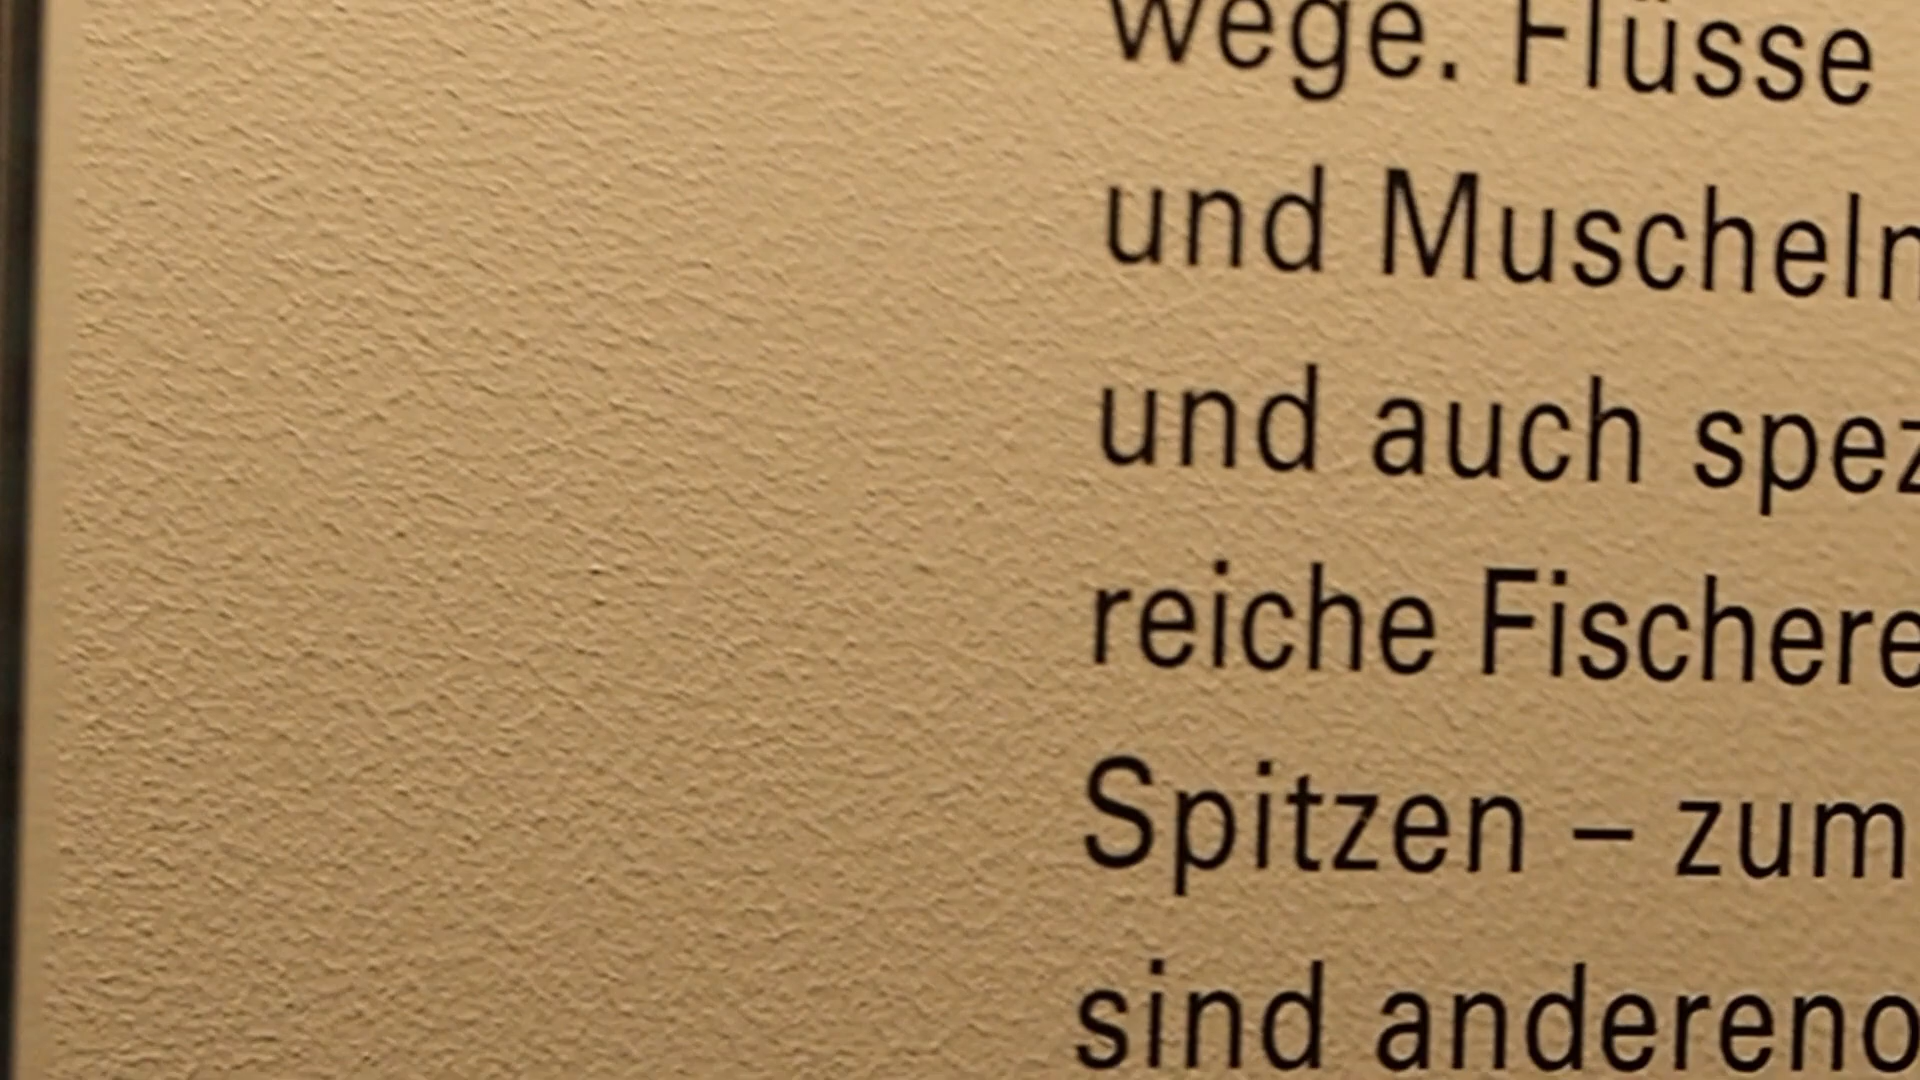 wege. Flüsse
und Muscheln
und auch spez
reiche Fischere
Spitzen – zum
sind andereno